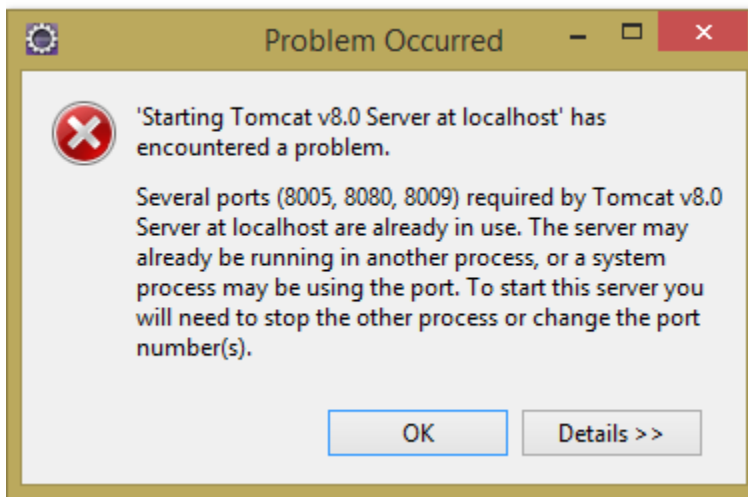 Problem Occurred
'Starting Tomcat v8.0 Server at localhost' has
encountered a problem.
Several ports (8005, 8080, 8009) required by Tomcat v8.0
Server at localhost are already in use. The server may
already be running in another process, or a system
process may be using the port. To start this server you
will need to stop the other process or change the port
number(s).
OK
Details >>